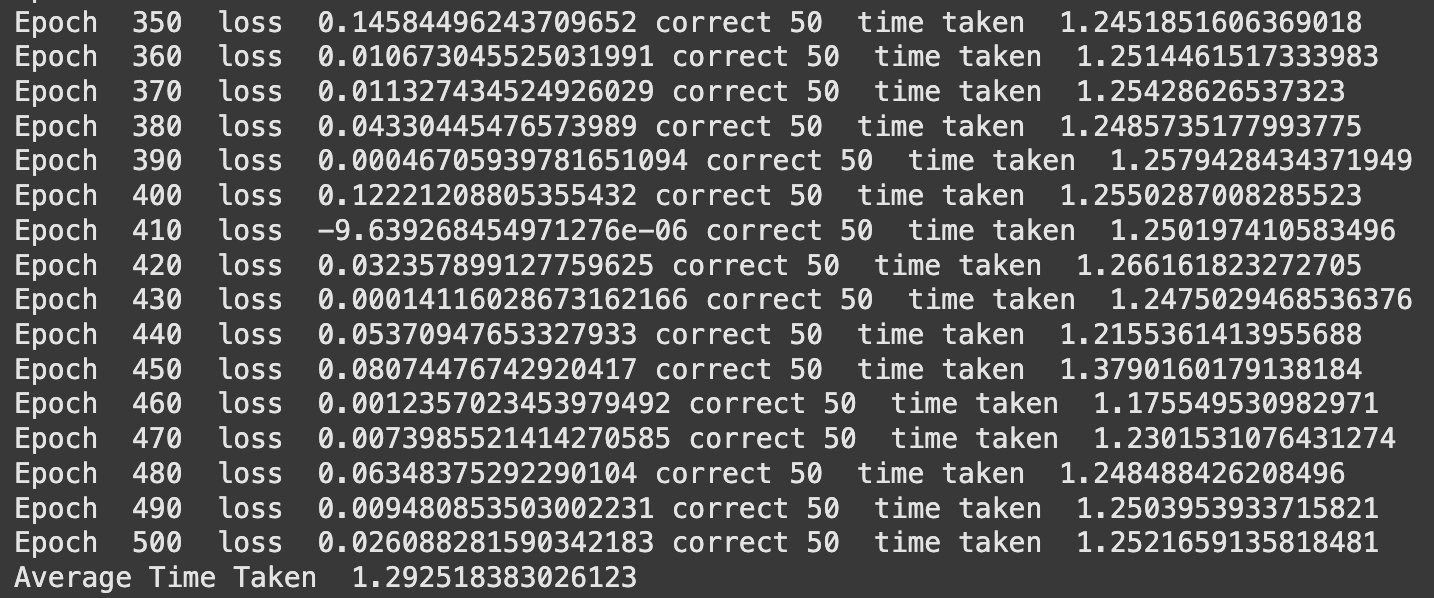 Epoch  350  loss  0.14584496243709652 correct 50  time taken  1.2451851606369018
Epoch  360  loss  0.010673045525031991 correct 50  time taken  1.2514461517333983
Epoch  370  loss  0.011327434524926029 correct 50  time taken  1.25428626537323
Epoch  380  loss  0.04330445476573989 correct 50  time taken  1.2485735177993775
Epoch  390  loss  0.00046705939781651094 correct 50  time taken  1.2579428434371949
Epoch  400  loss  0.12221208805355432 correct 50  time taken  1.2550287008285523
Epoch  410  loss  -9.639268454971276e-06 correct 50  time taken  1.250197410583496
Epoch  420  loss  0.032357899127759625 correct 50  time taken  1.266161823272705
Epoch  430  loss  0.00014116028673162166 correct 50  time taken  1.2475029468536376
Epoch  440  loss  0.05370947653327933 correct 50  time taken  1.2155361413955688
Epoch  450  loss  0.08074476742920417 correct 50  time taken  1.3790160179138184
Epoch  460  loss  0.0012357023453979492 correct 50  time taken  1.175549530982971
Epoch  470  loss  0.0073985521414270585 correct 50  time taken  1.2301531076431274
Epoch  480  loss  0.06348375292290104 correct 50  time taken  1.248488426208496
Epoch  490  loss  0.009480853503002231 correct 50  time taken  1.2503953933715821
Epoch  500  loss  0.026088281590342183 correct 50  time taken  1.2521659135818481
Average Time Taken  1.292518383026123